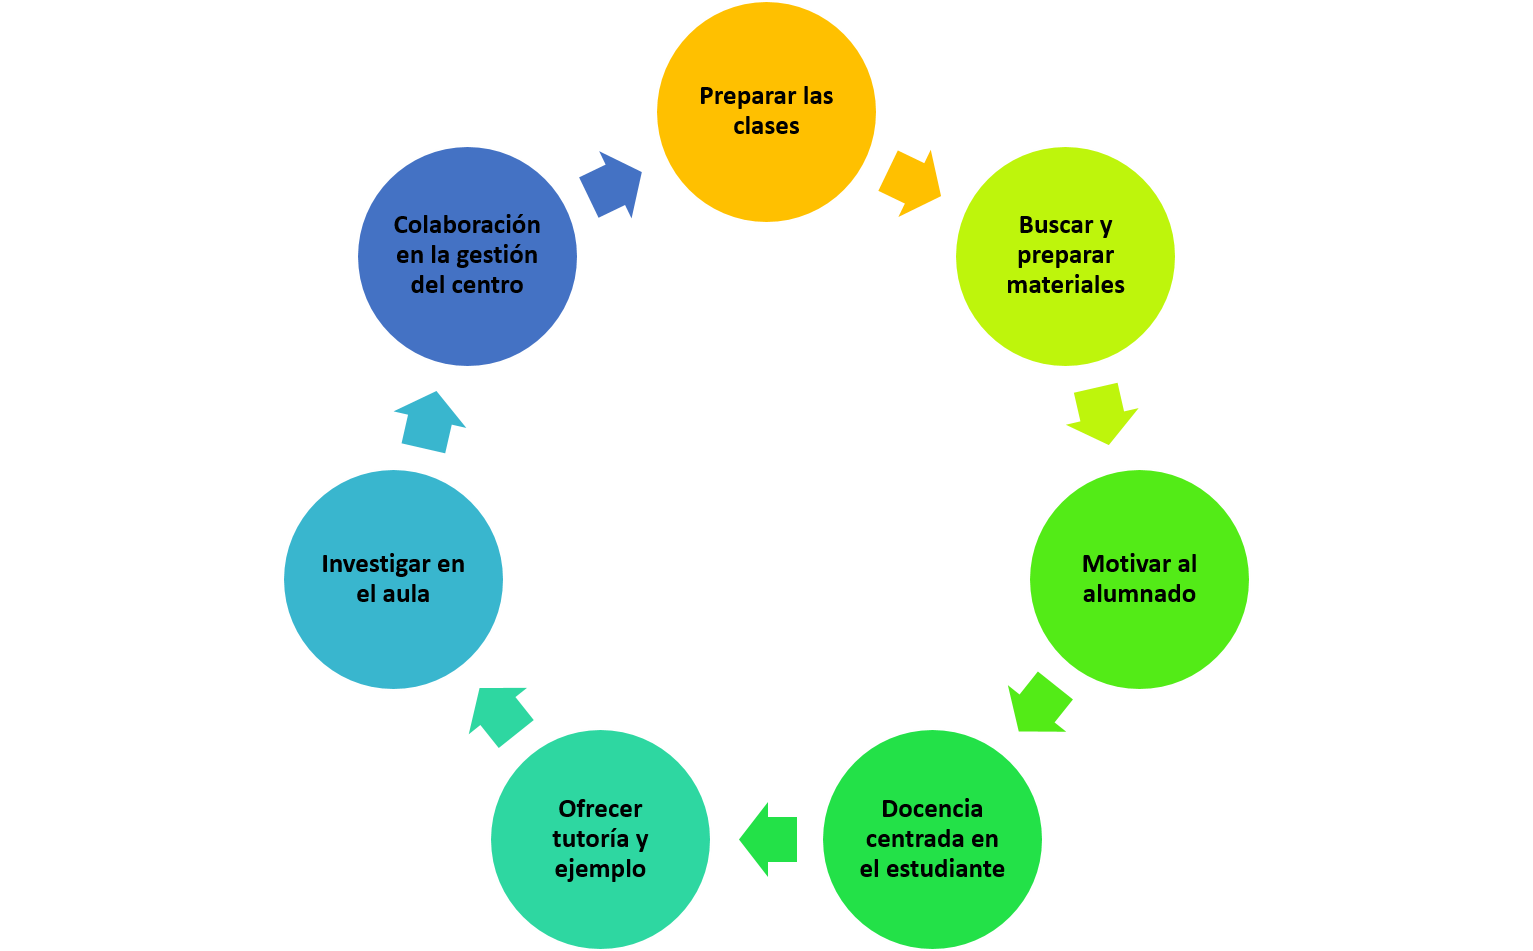 Preparar las
clases
Buscar y
preparar
materiales
Motivar al
alumnado
Docencia
centrada en
el estudiante
Ofrecer
tutoría y
ejemplo
Investigar en
el aula
Colaboración
en la gestión
del centro